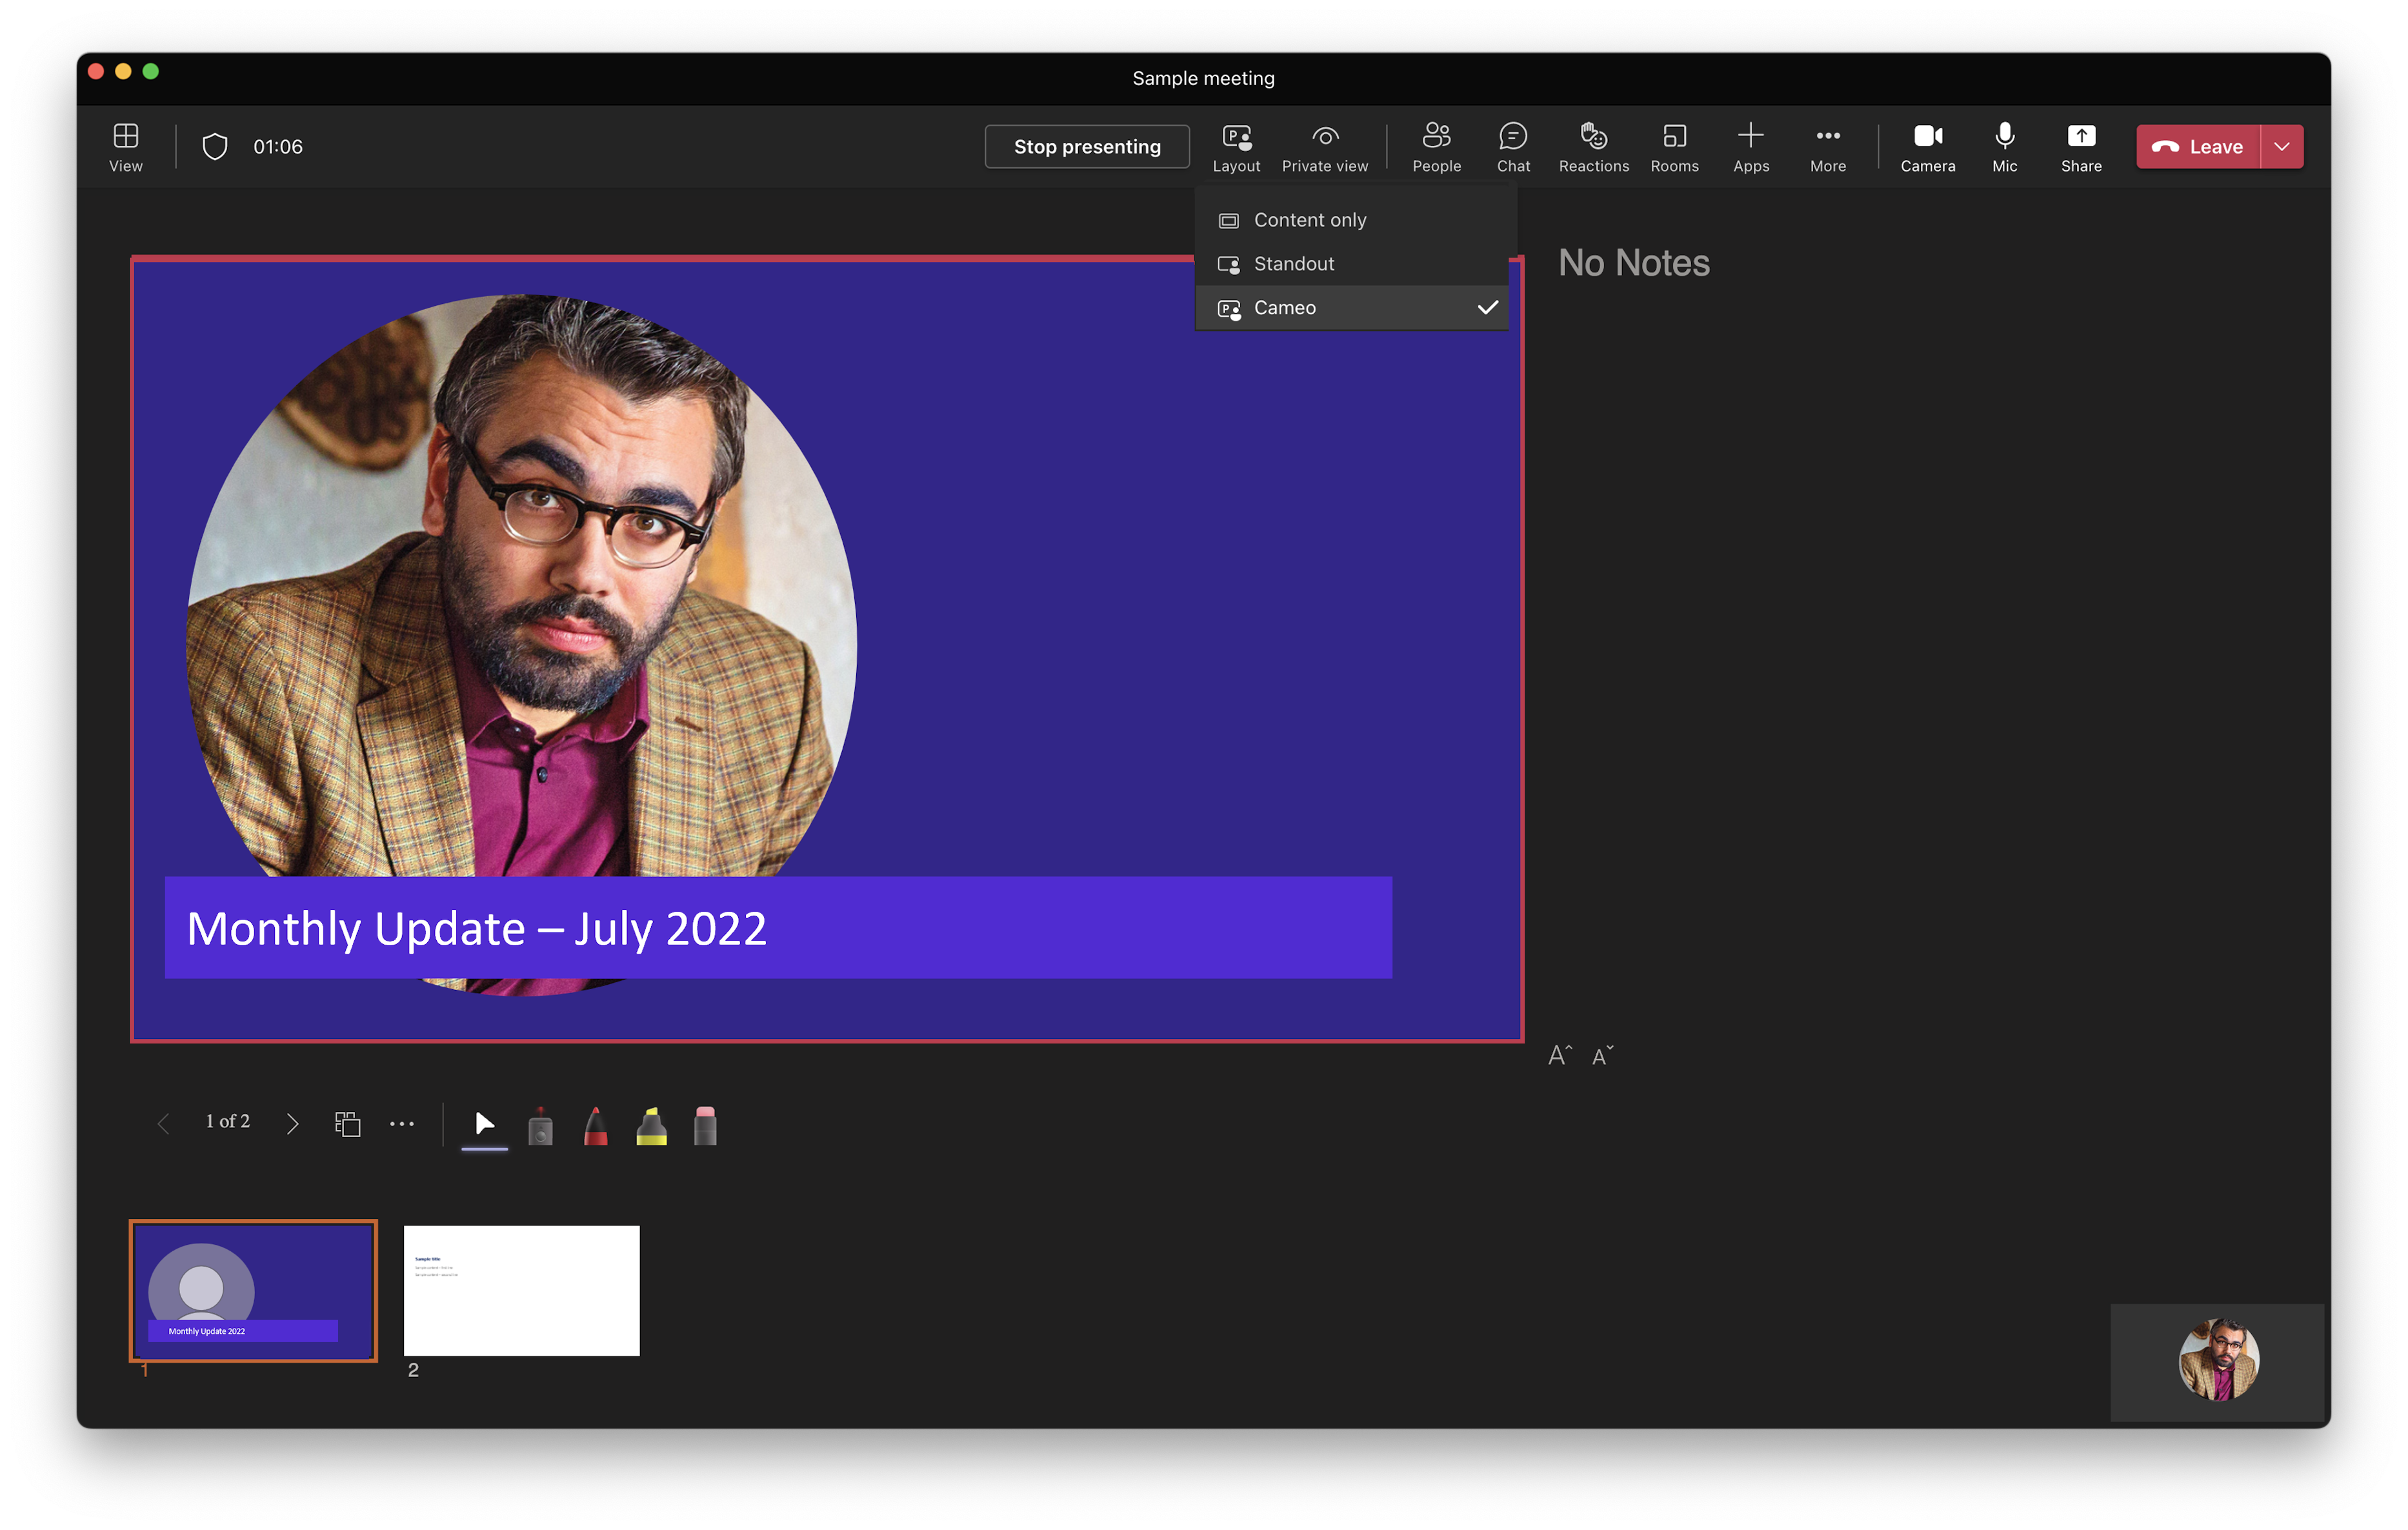 Sample meeting
View
01:06
Stop presenting
Layout
Private view
People
Chat
Reactions
Rooms
Apps
More
Camera
Mic
Share
Leave
Content only
Standout
Cameo
No Notes
Monthly Update – July 2022
1 of 2
Monthly Update 2022
Sample title
1
2